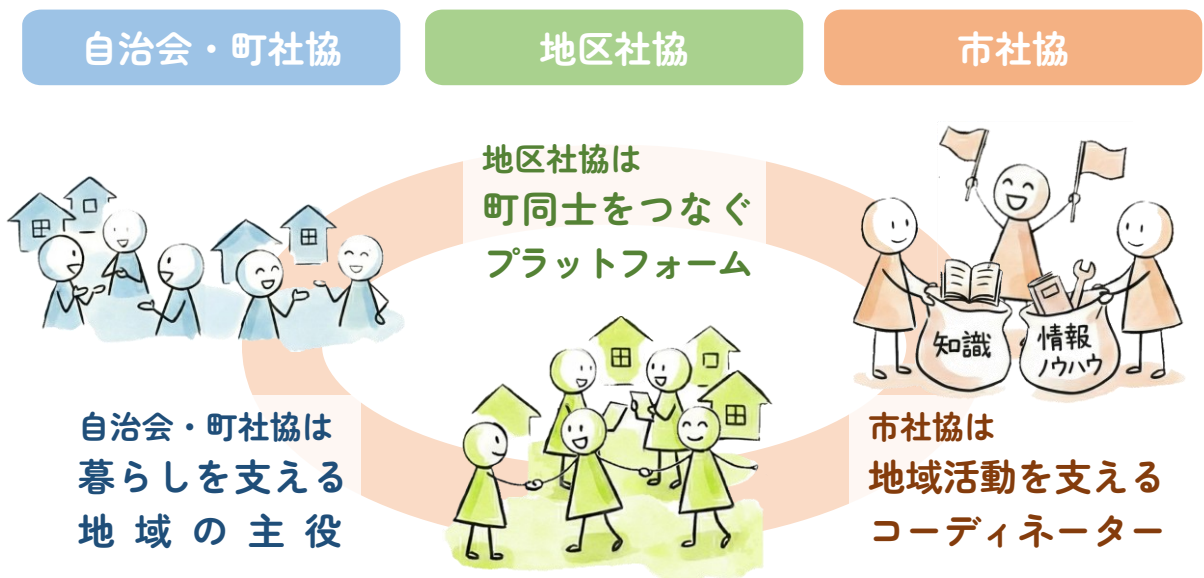 自治会・町社協
地区社協
市社協
地区社協は
町同士をつなぐ
プラットフォーム
知識
情報
ノウハウ
自治会・町社協は
暮らしを支える
地域の主役
市社協は
地域活動を支える
コーディネーター